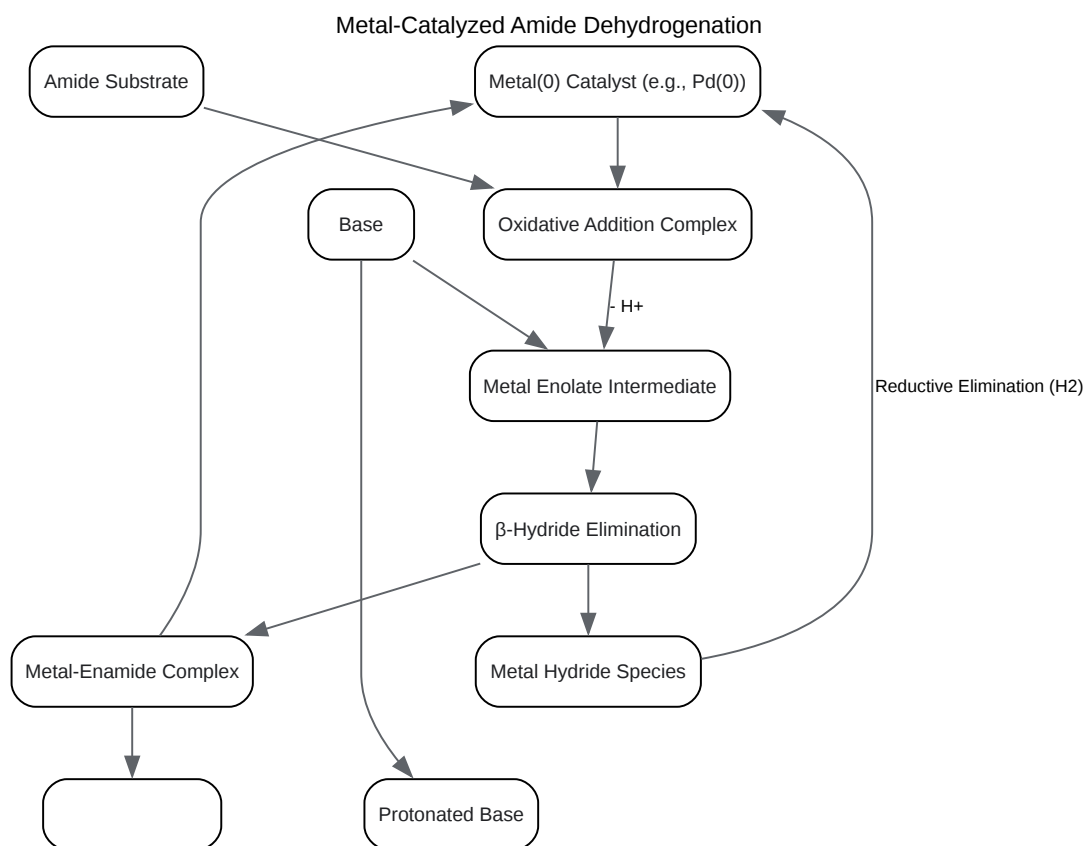 Metal-Catalyzed Amide Dehydrogenation
Amide Substrate
Metal(0) Catalyst (e.g., Pd(0))
Base
Oxidative Addition Complex
- H+
Metal Enolate Intermediate
Reductive Elimination (H2)
β-Hydride Elimination
Metal-Enamide Complex
Metal Hydride Species
Protonated Base